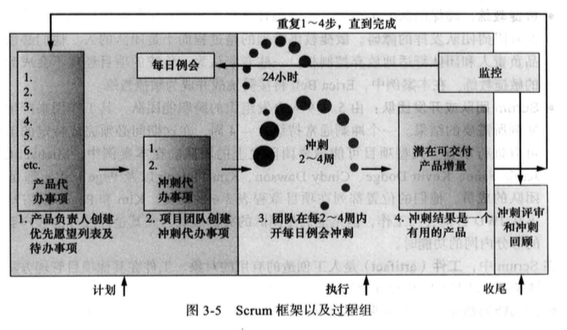 重复1~4步，直到完成
每日例会
24小时
监控
1.
2.
3.
4.
5.
6.
etc.
产品代
办事项
1.
2.
冲刺代
办事项
冲刺
2~4周
潜在可交付
产品增量
1. 产品负责人创建
优先愿望列表及
待办事项
2. 项目团队创建
冲刺代办事项
3. 团队在每2~4周内
开每日例会冲刺
4. 冲刺结果是一个
有用的产品
冲刺评审
和冲刺
回顾
计划
执行
收尾
图 3-5 Scrum 框架以及过程组